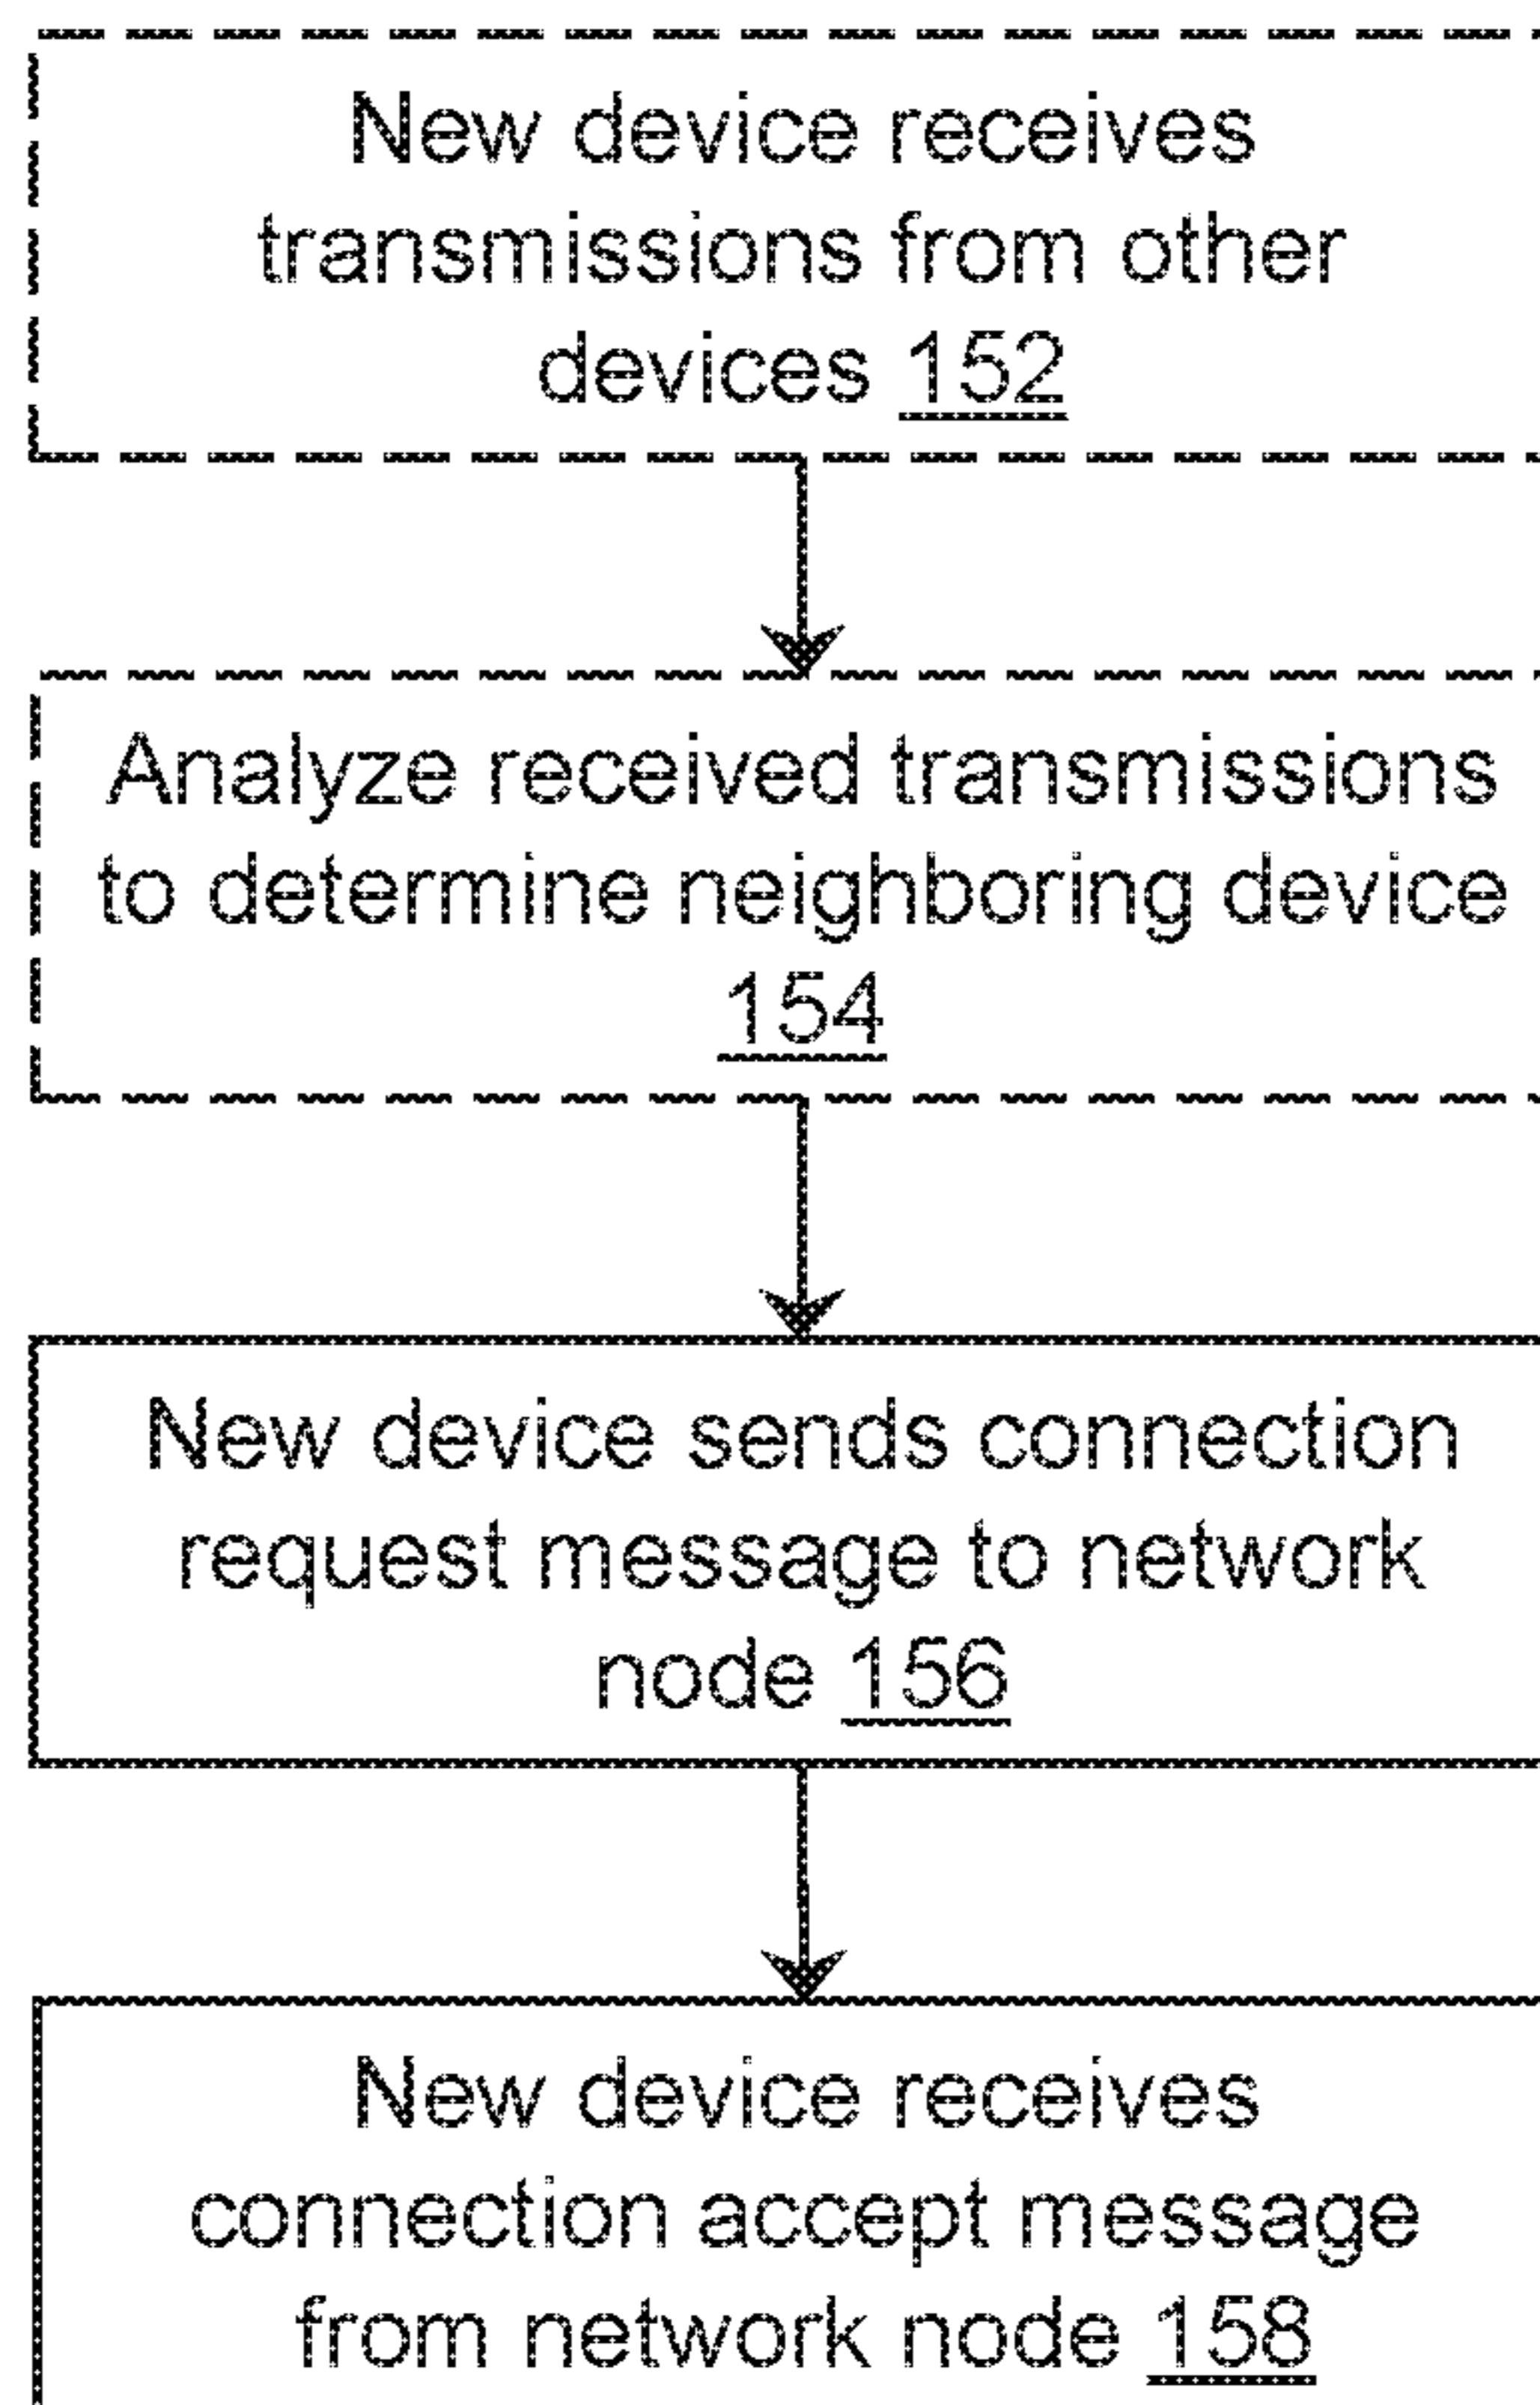 New device receives
transmissions from other
devices 152
Analyze received transmissions
to determine neighboring device
154
New device sends connection
request message to network
node 156
New device receives
connection accept message
from network node 158